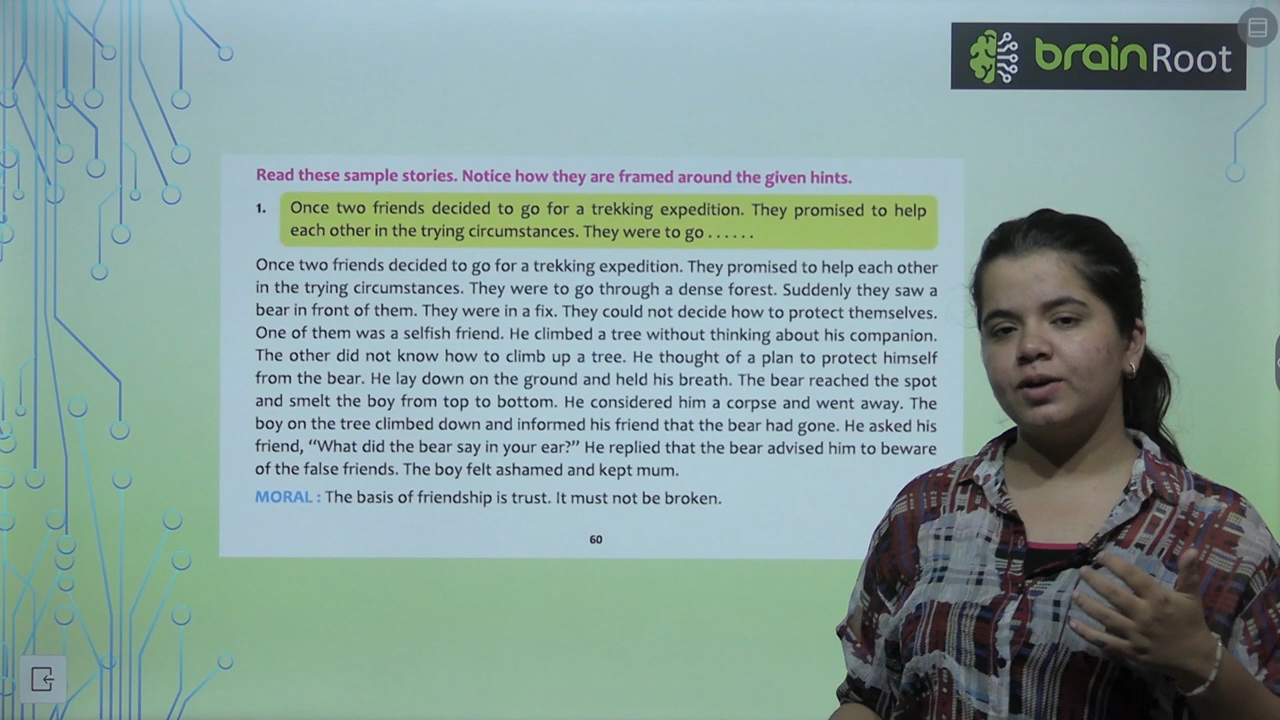 brainRoot
Read these sample stories. Notice how they are framed around the given hints.
1. Once two friends decided to go for a trekking expedition. They promised to help
each other in the trying circumstances. They were to go ......
Once two friends decided to go for a trekking expedition. They promised to help each other
in the trying circumstances. They were to go through a dense forest. Suddenly they saw a
bear in front of them. They were in a fix. They could not decide how to protect themselves.
One of them was a selfish friend. He climbed a tree without thinking about his companion.
The other did not know how to climb up a tree. He thought of a plan to protect himself
from the bear. He lay down on the ground and held his breath. The bear reached the spot
and smelt the boy from top to bottom. He considered him a corpse and went away. The
boy on the tree climbed down and informed his friend that the bear had gone. He asked his
friend, “What did the bear say in your ear?” He replied that the bear advised him to beware
of the false friends. The boy felt ashamed and kept mum.
MORAL : The basis of friendship is trust. It must not be broken.
60